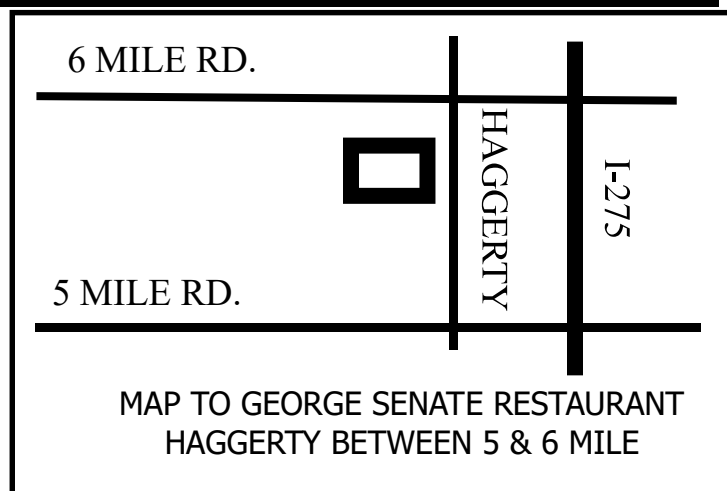 6 MILE RD.
HAGGERTY
I-275
5 MILE RD.
MAP TO GEORGE SENATE RESTAURANT
HAGGERTY BETWEEN 5 & 6 MILE